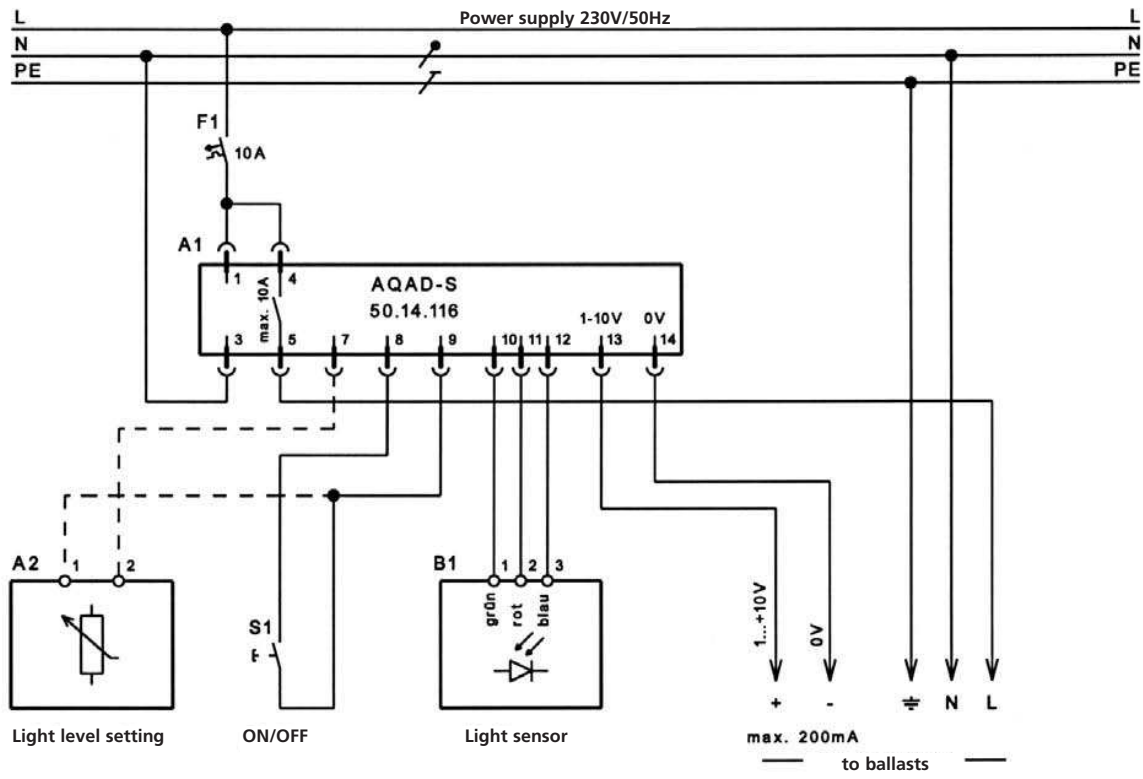 Power supply 230V/50Hz
L L
N N
PE PE
F1
10A
A1
1 4
AQAD-S
max. 10A
50.14.116
1-10V 0V
3 5 7 8 9 10 11 12 13 14
A2 1 2
B1 1 2 3
grün rot blau
1...+10V
0V
S1
+ - N L
Light level setting ON/OFF Light sensor
max. 200mA
to ballasts